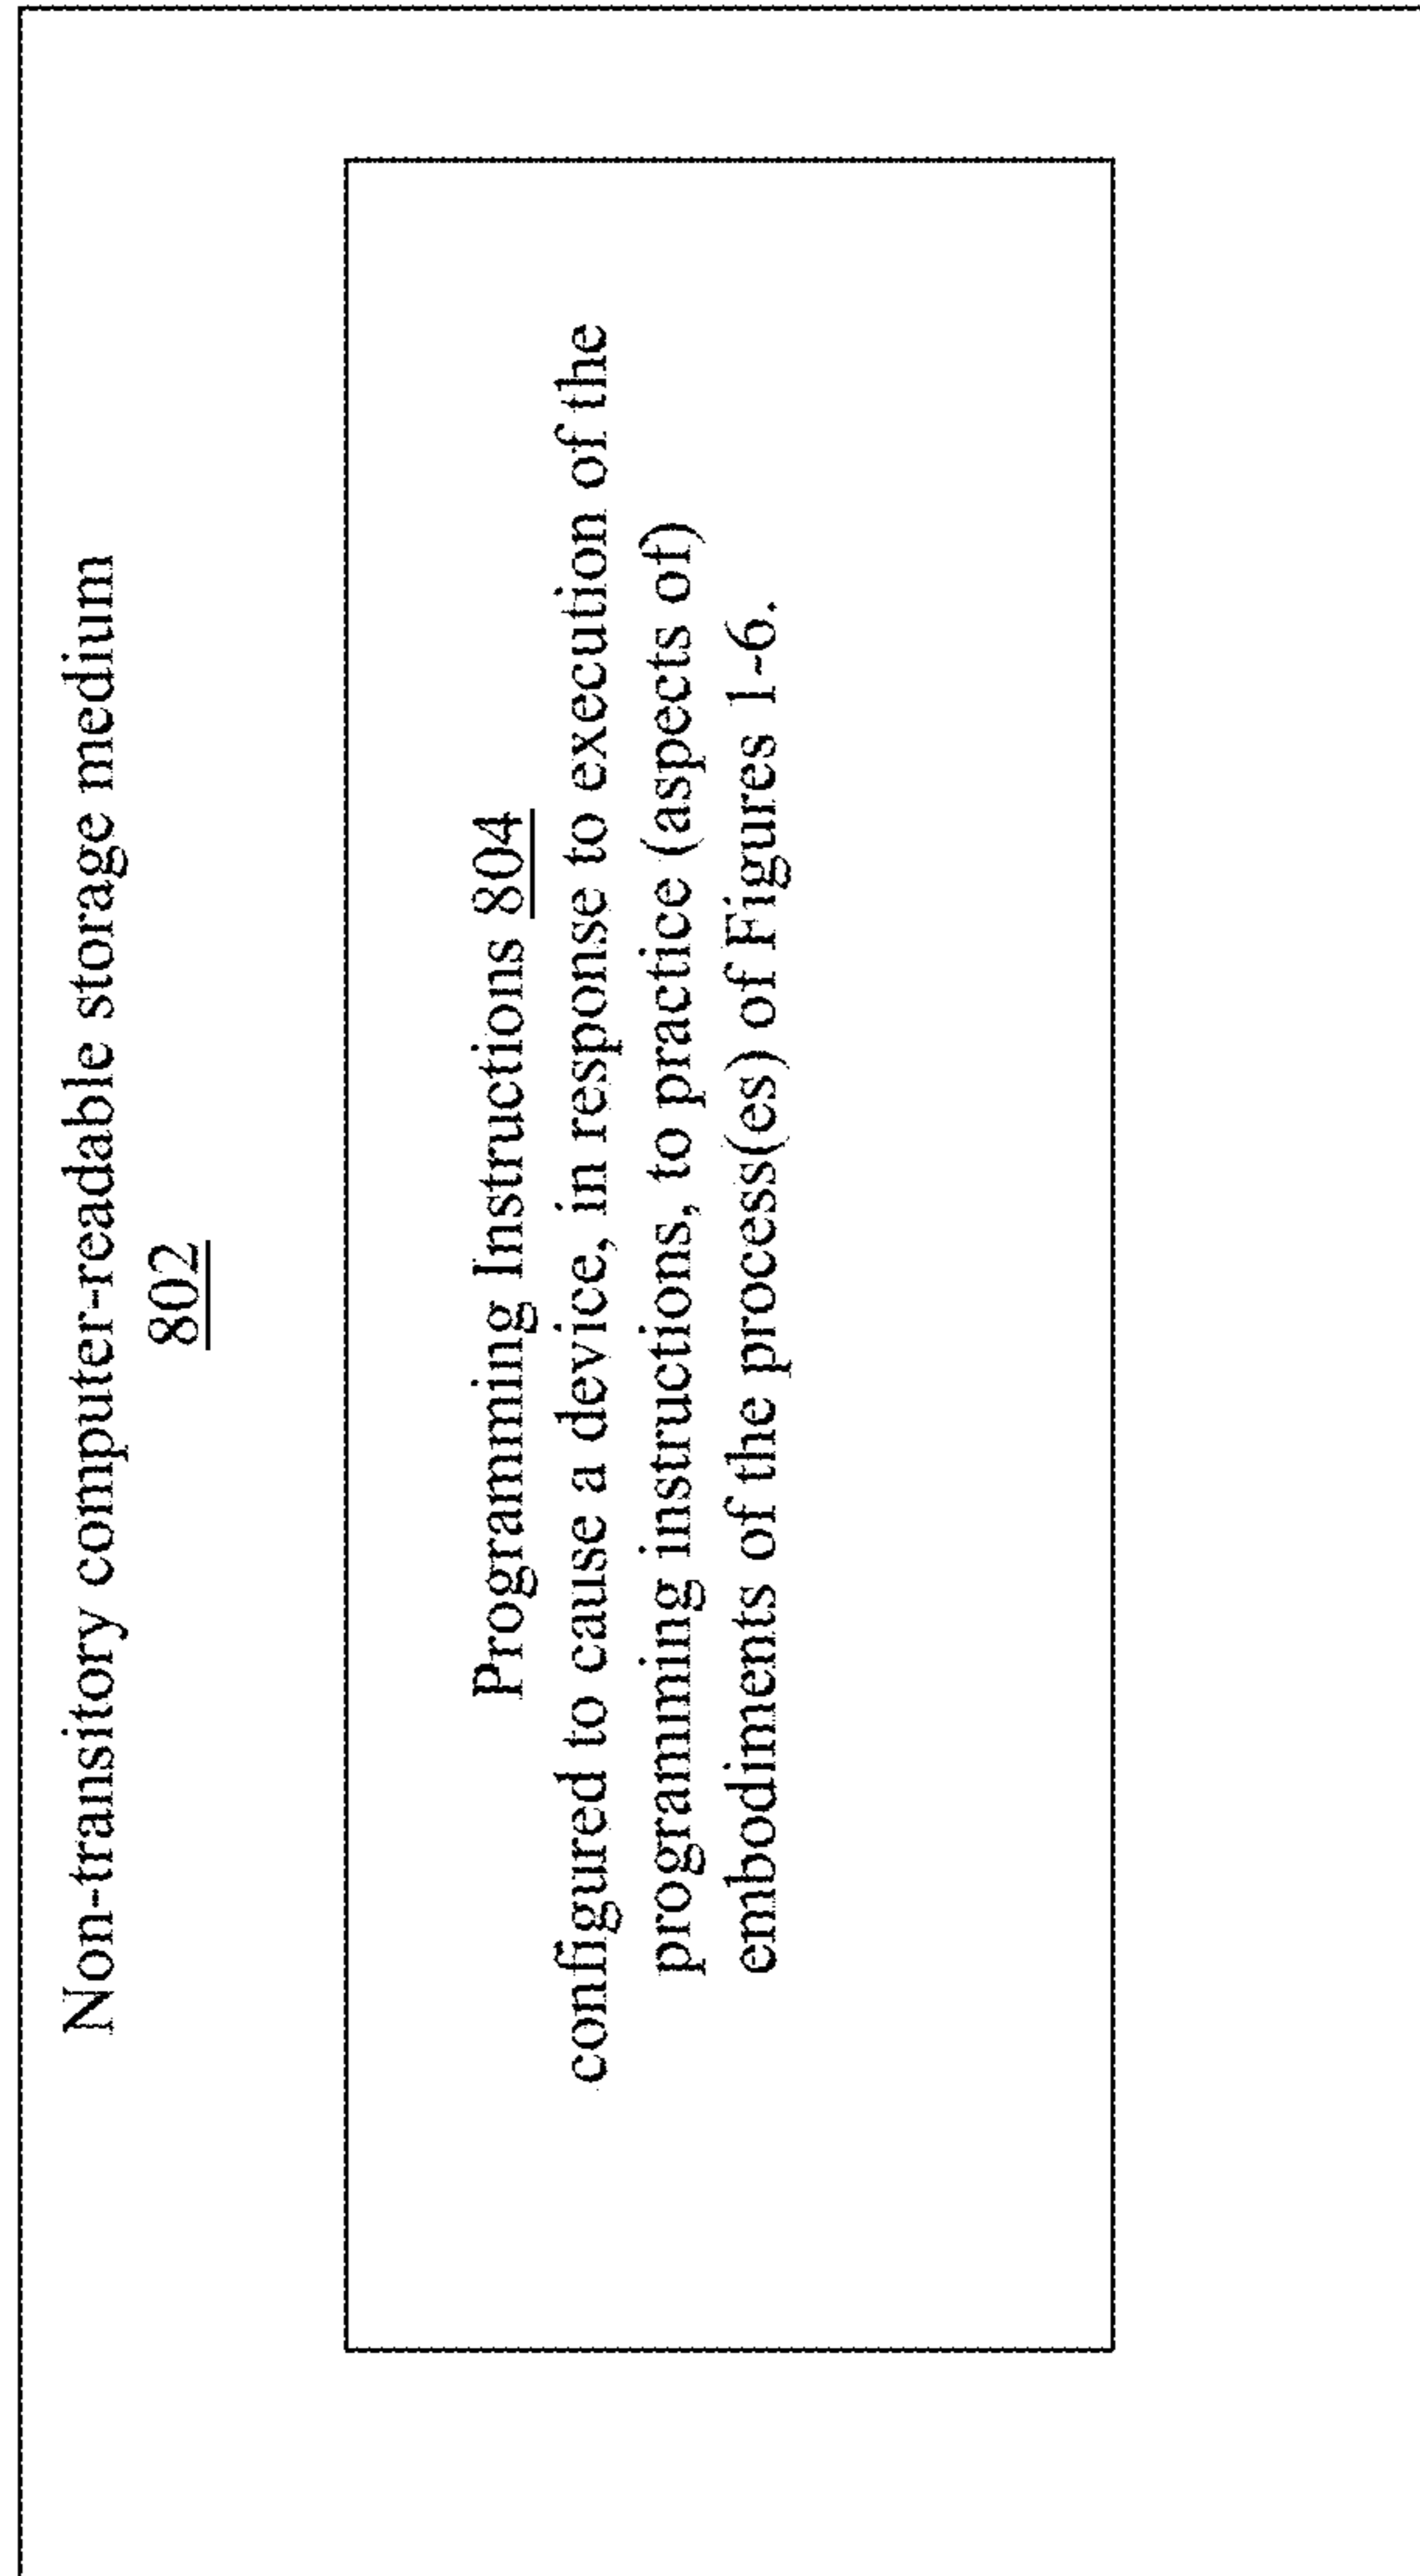 Non-transitory computer-readable storage medium
802
Programming Instructions 804
configured to cause a device, in response to execution of the
programming instructions, to practice (aspects of)
embodiments of the process(es) of Figures 1-6.